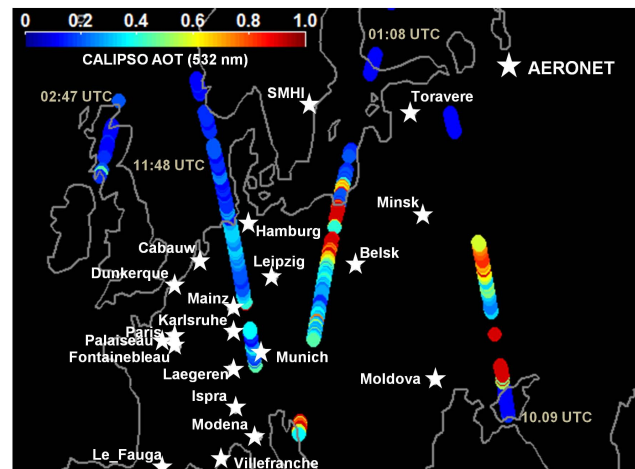 0 0.2 0.4 0.6 0.8 1.0
CALIPSO AOT (532 nm)
01:08 UTC
AERONET
02:47 UTC
SMHI
Toravere
11:48 UTC
Minsk
Hamburg
Cabauw
Belsk
Leipzig
Dunkerque
Mainz
Karlsruhe
Paris
Palaiseau
Fontainebleau
Munich
Laegeren
Moldova
Ispra
10.09 UTC
Modena
Le_Fauga
Villefranche